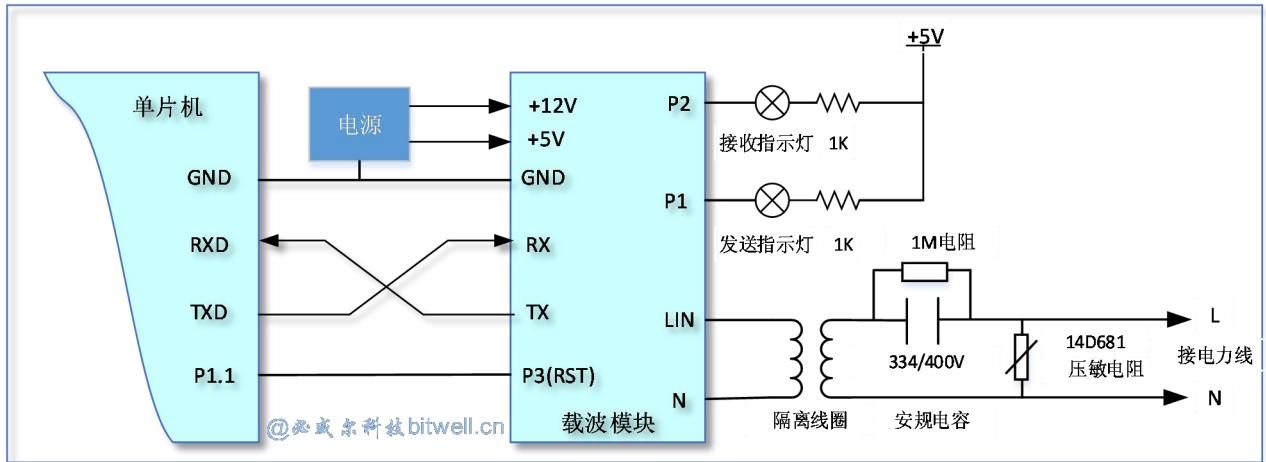 +5V
单片机
电源
+12V
+5V
P2
接收指示灯 1K
GND
GND
P1
发送指示灯 1K
RXD
RX
1M电阻
TXD
TX
LIN
334/400V
14D681
压敏电阻
L
接电力线
P1.1
P3(RST)
N
N
隔离线圈
安规电容
载波模块
@必威尔科技bitwell.cn